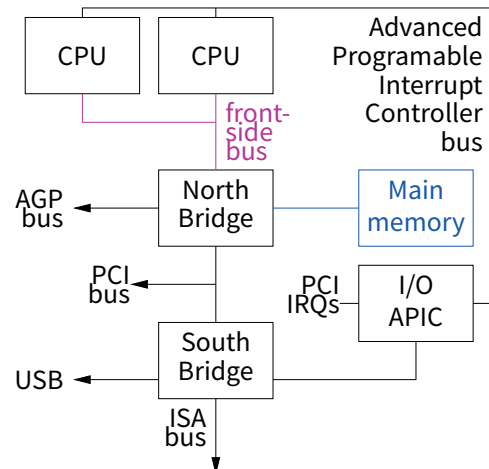 CPU
CPU
Advanced
Programable
Interrupt
Controller
bus
front-
side
bus
AGP
bus
North
Bridge
Main
memory
PCI
bus
PCI
IRQs
I/O
APIC
South
Bridge
USB
ISA
bus